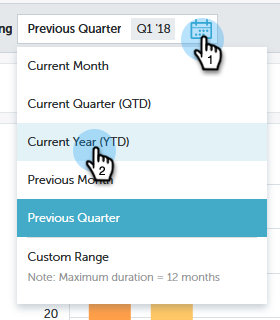 ng Previous Quarter Q1 '18
1
Current Month
Current Quarter (QTD)
Current Year (YTD)
2
Previous Month
Previous Quarter
Custom Range
Note: Maximum duration = 12 months
20